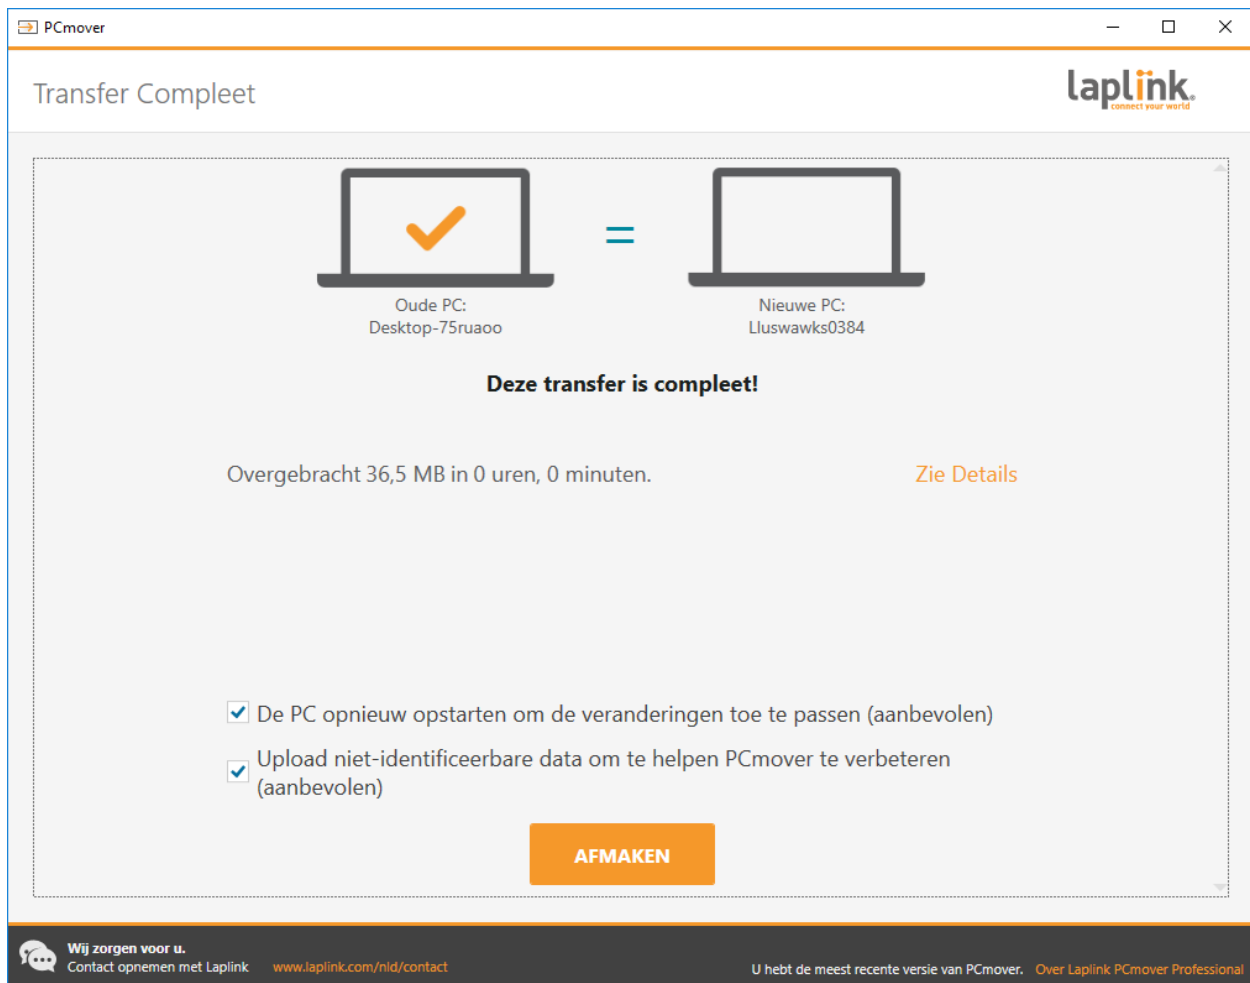 PCmover
Transfer Compleet
laplink®
connect your world
Oude PC:
Desktop-75ruaoo
=
Nieuwe PC:
Lluswawks0384
Deze transfer is compleet!
Overgebracht 36,5 MB in 0 uren, 0 minuten.
Zie Details
De PC opnieuw opstarten om de veranderingen toe te passen (aanbevolen)
Upload niet-identificeerbare data om te helpen PCmover te verbeteren
(aanbevolen)
AFMAKEN
Wij zorgen voor u.
Contact opnemen met Laplink www.laplink.com/nld/contact
U hebt de meest recente versie van PCmover. Over Laplink PCmover Professional